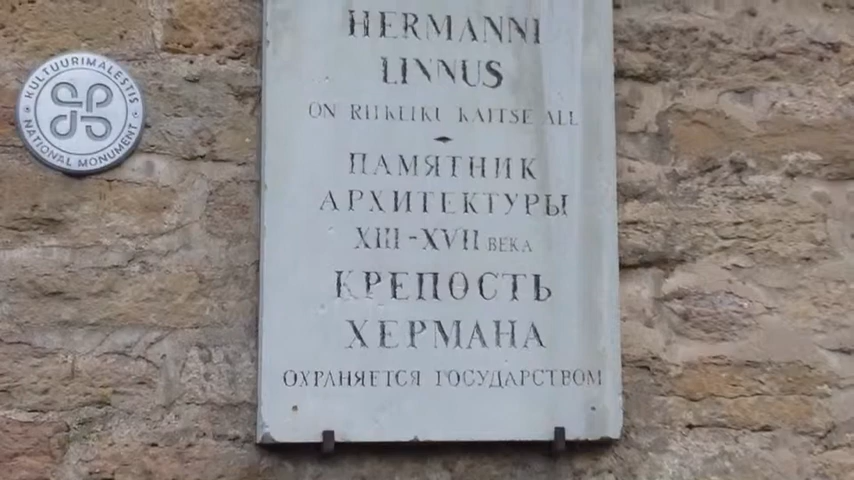 KULTUURIMÄLESTIS
NATIONAL MONUMENT
HERMANNI
LINNUS
ON RIIKLIKU KAITSE ALL
ПАМЯТНИК
АРХИТЕКТУРЫ
XIII-XVII ВЕКА
КРЕПОСТЬ
ХЕРМАНА
ОХРАНЯЕТСЯ ГОСУДАРСТВОМ